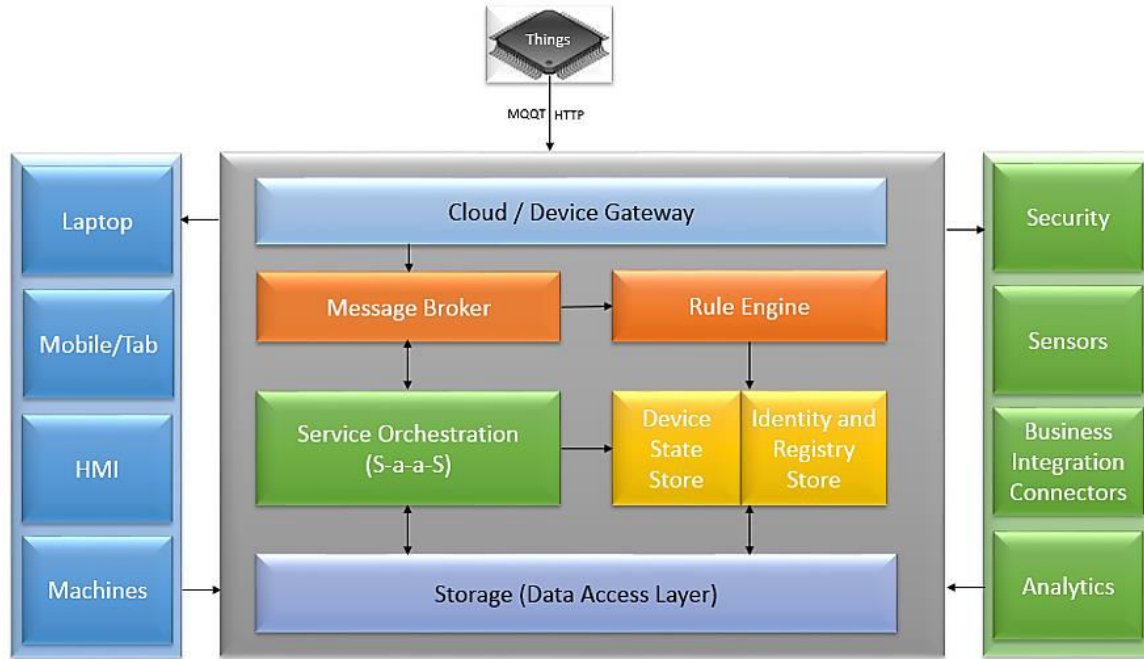 Things
MQQT HTTP
Laptop
Mobile/Tab
HMI
Machines
Cloud / Device Gateway
Message Broker
Rule Engine
Service Orchestration
(S-a-a-S)
Device
State
Store
Identity and
Registry
Store
Storage (Data Access Layer)
Security
Sensors
Business
Integration
Connectors
Analytics